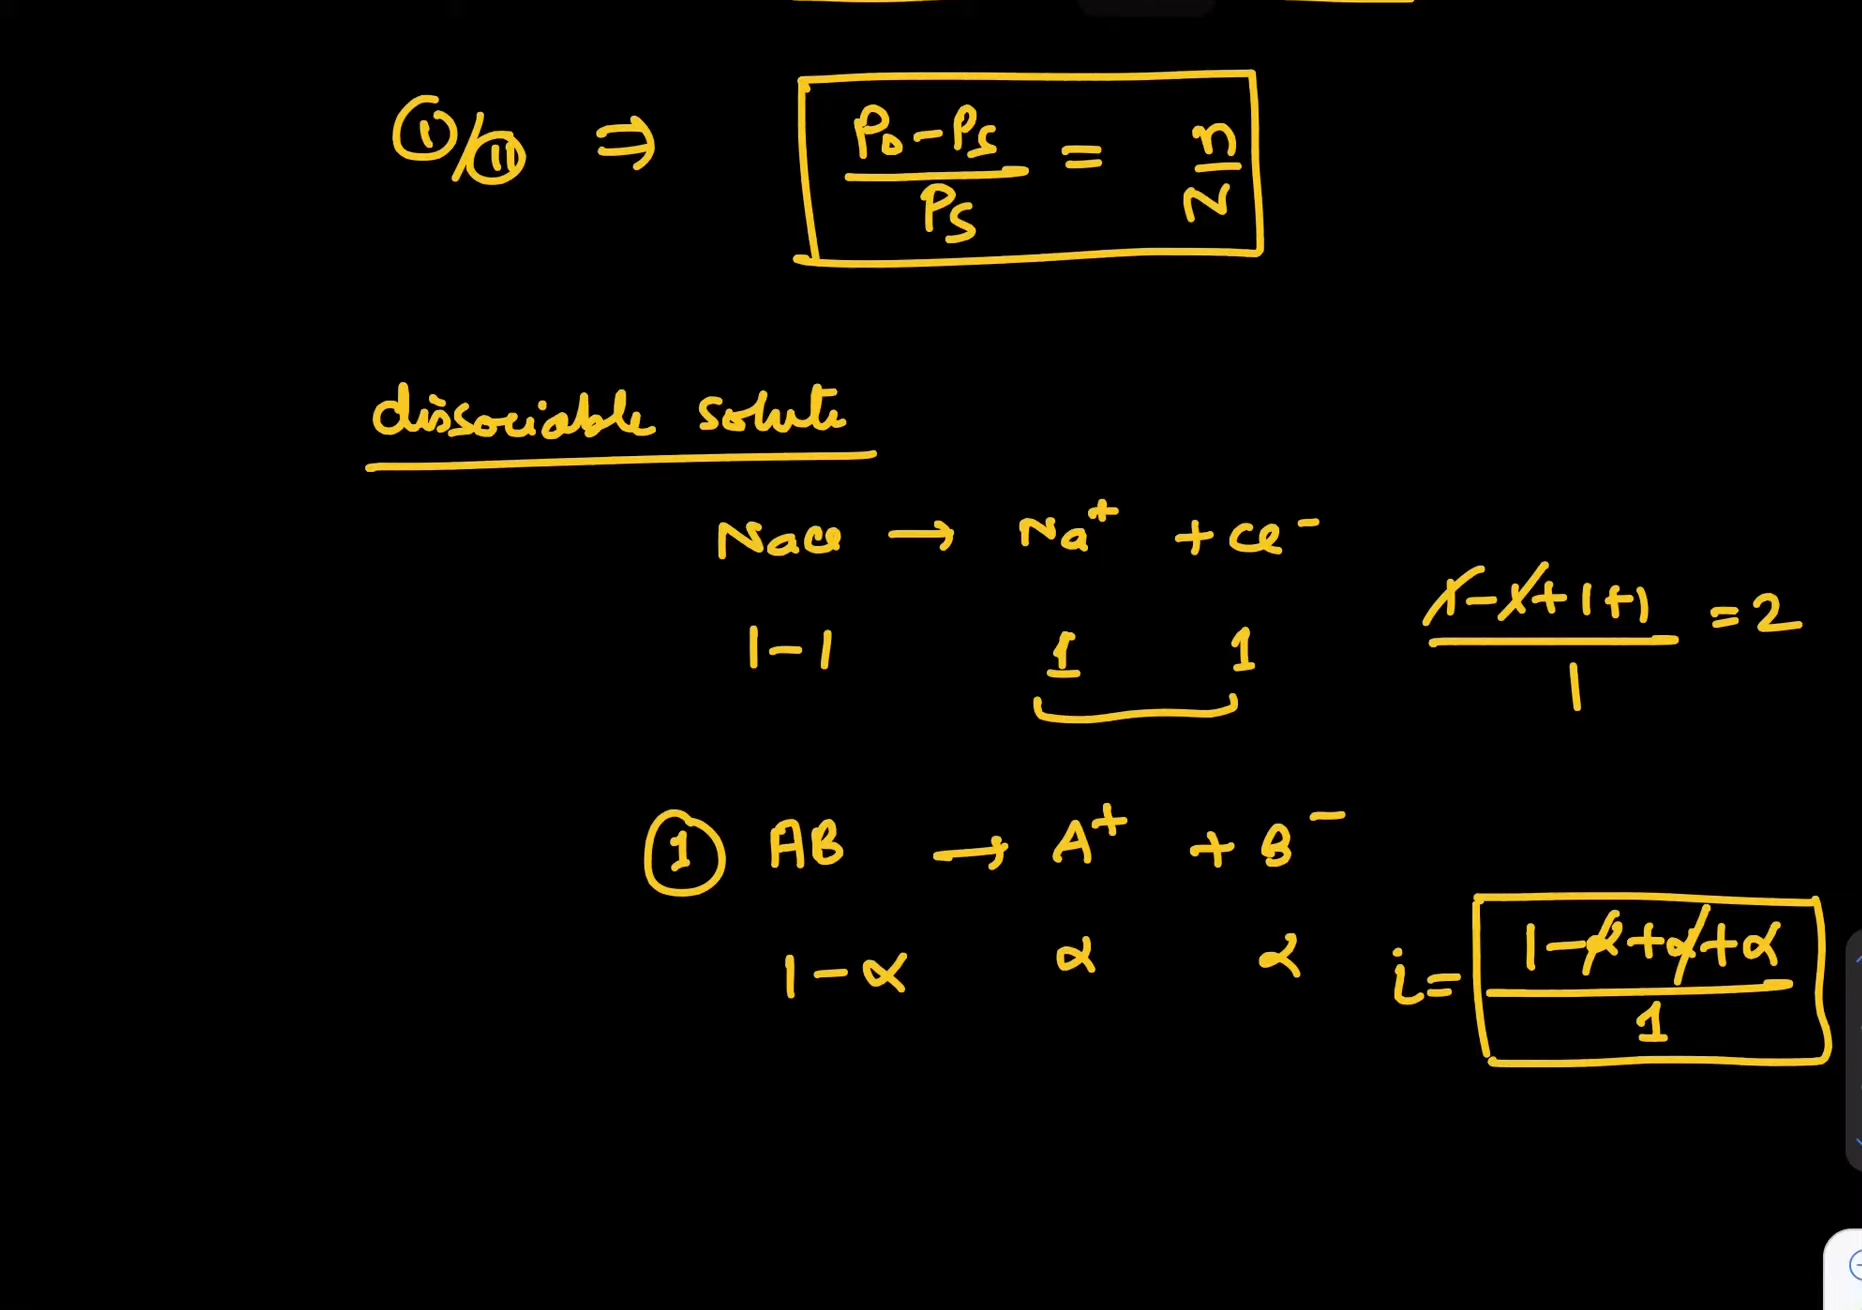 ①/⑪ ⇒ (P₀-Pₛ)/Pₛ = n/N
dissociable solute
NaCl → Na⁺ + Cl⁻
1-1 1 1 (1-1+1+1)/1 = 2
① AB → A⁺ + B⁻
1-α α α i = (1-α+α+α)/1